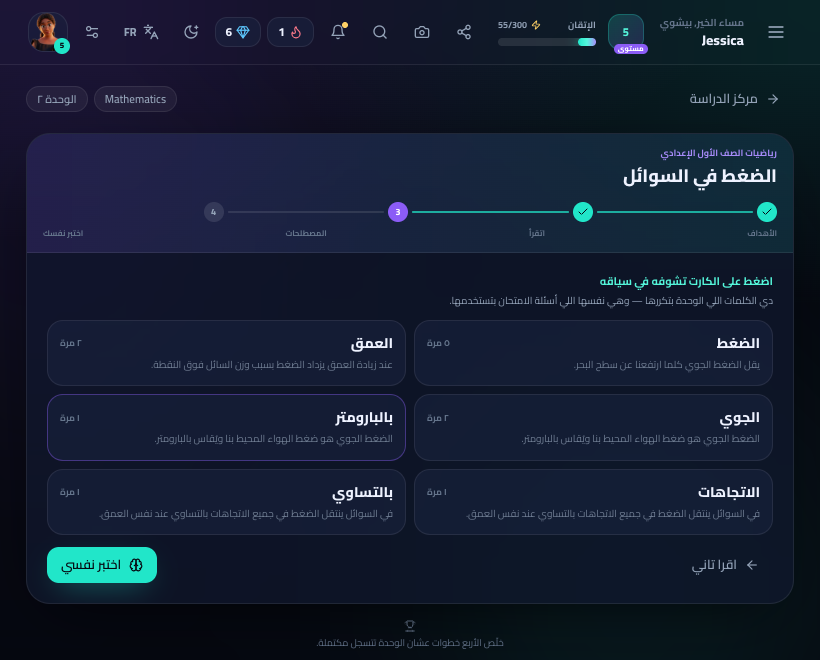 مساء الخير, بيشوي
Jessica
5
مستوى
الإتقان
55/300
1
6
FR
5
مركز الدراسة
Mathematics
الوحدة ٢
رياضيات الصف الأول الإعدادي
الضغط في السوائل
3
4
الأهداف
اتقرأ
المصطلحات
اختبر نفسك
اضغط على الكارت تشوفه في سياقه
دي الكلمات اللي الوحدة بتكررها — وهي نفسها اللي أسئلة الامتحان بتستخدمها.
الضغط
٥ مرة
يقل الضغط الجوي كلما ارتفعنا عن سطح البحر.
العمق
٢ مرة
عند زيادة العمق يزداد الضغط بسبب وزن السائل فوق النقطة.
الجوي
٢ مرة
الضغط الجوي هو ضغط الهواء المحيط بنا ويُقاس بالبارومتر.
بالبارومتر
١ مرة
الضغط الجوي هو ضغط الهواء المحيط بنا ويُقاس بالبارومتر.
الاتجاهات
١ مرة
في السوائل ينتقل الضغط في جميع الاتجاهات بالتساوي عند نفس العمق.
بالتساوي
١ مرة
في السوائل ينتقل الضغط في جميع الاتجاهات بالتساوي عند نفس العمق.
اقرا تاني
اختبر نفسي
خلّص الأربع خطوات عشان الوحدة تتسجل مكتملة.